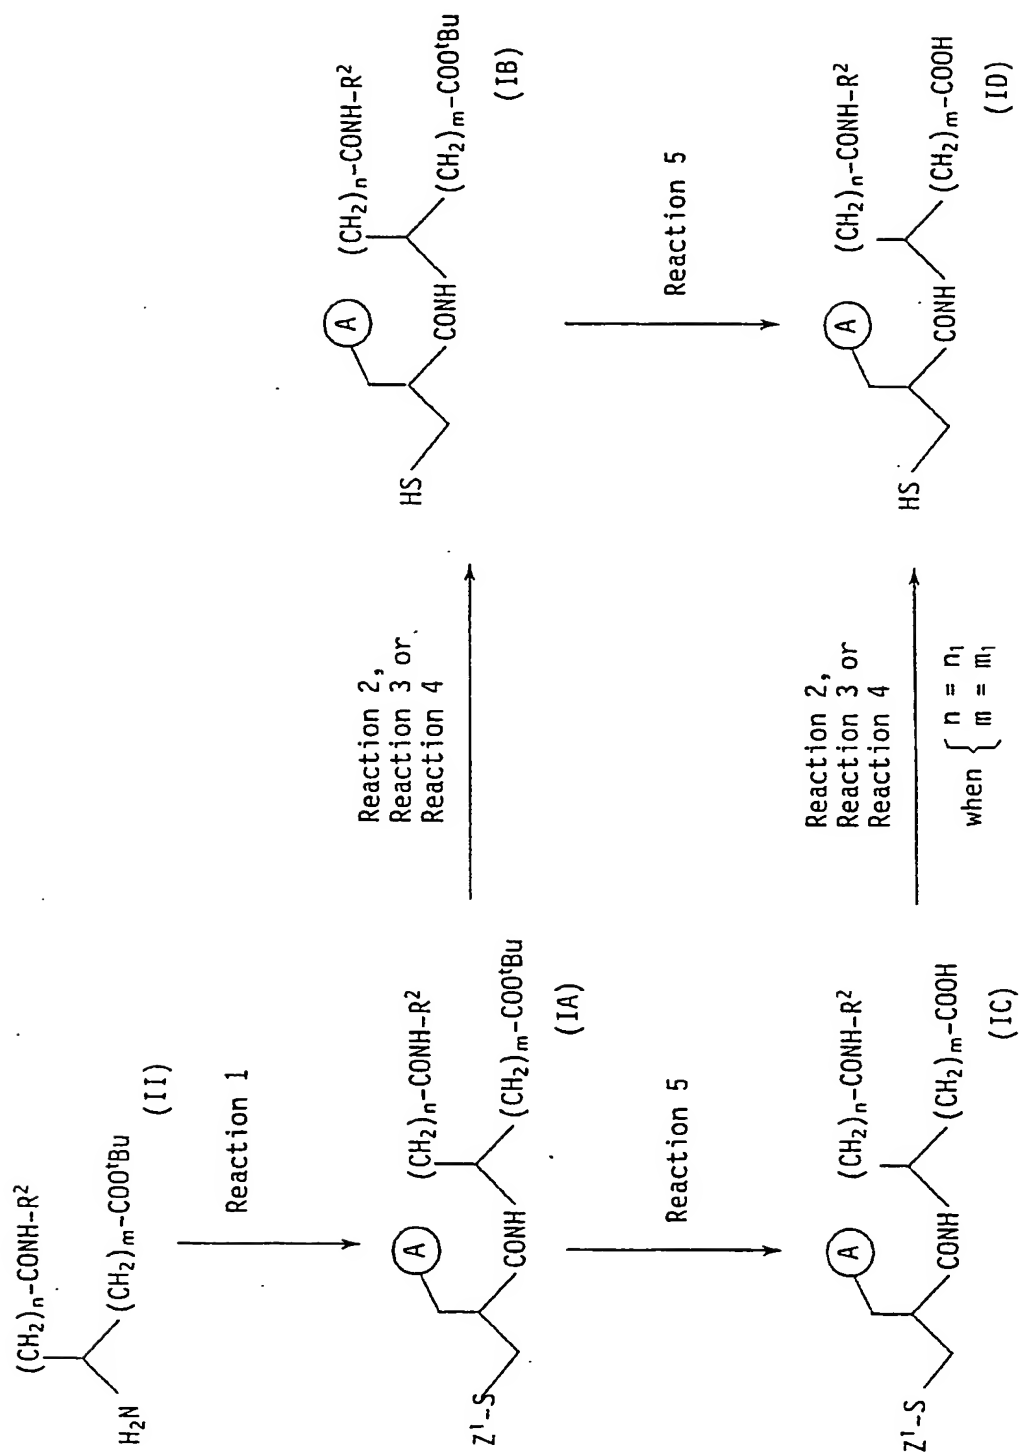 (CH₂)ₙ-CONH-R²
H₂N
(CH₂)ₘ-COOᵗBu
(II)
Reaction 1
(CH₂)ₙ-CONH-R²
A
Z¹-S
CONH
(CH₂)ₘ-COOᵗBu
(IA)
Reaction 2,
Reaction 3 or
Reaction 4
(CH₂)ₙ-CONH-R²
A
HS
CONH
(CH₂)ₘ-COOᵗBu
(IB)
Reaction 5
Reaction 5
(CH₂)ₙ-CONH-R²
A
Z¹-S
CONH
(CH₂)ₘ-COOH
(IC)
Reaction 2,
Reaction 3 or
Reaction 4
when { n = n₁
m = m₁
(CH₂)ₙ-CONH-R²
A
HS
CONH
(CH₂)ₘ-COOH
(ID)